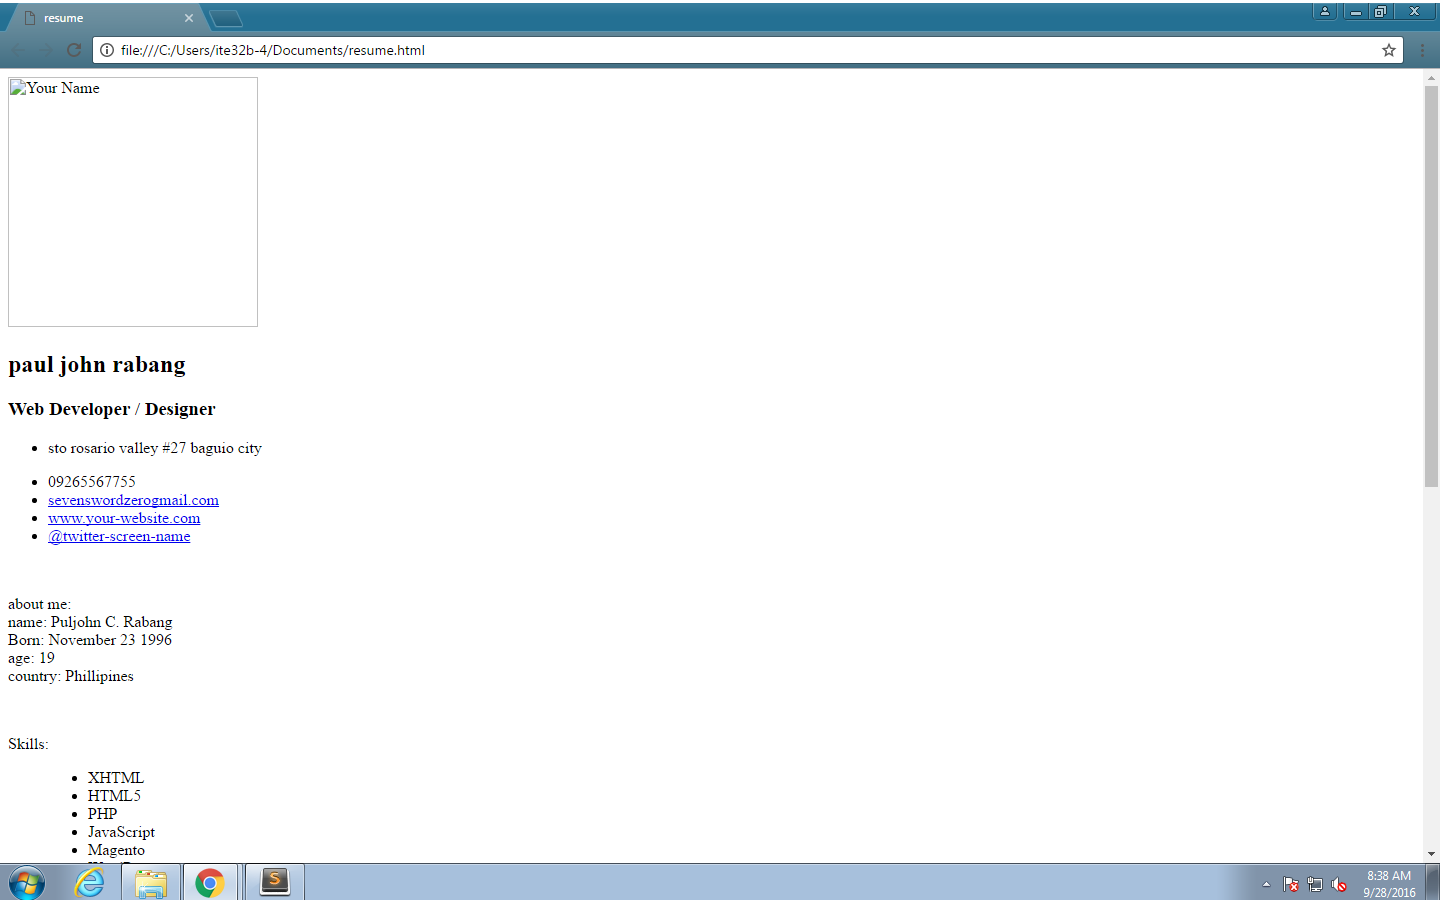 resume
file:///C:/Users/ite32b-4/Documents/resume.html
Your Name
paul john rabang
Web Developer / Designer
sto rosario valley #27 baguio city
09265567755
sevenswordzerogmail.com
www.your-website.com
@twitter-screen-name
about me:
name: Puljohn C. Rabang
Born: November 23 1996
age: 19
country: Phillipines
Skills:
XHTML
HTML5
PHP
JavaScript
Magento
8:38 AM
9/28/2016